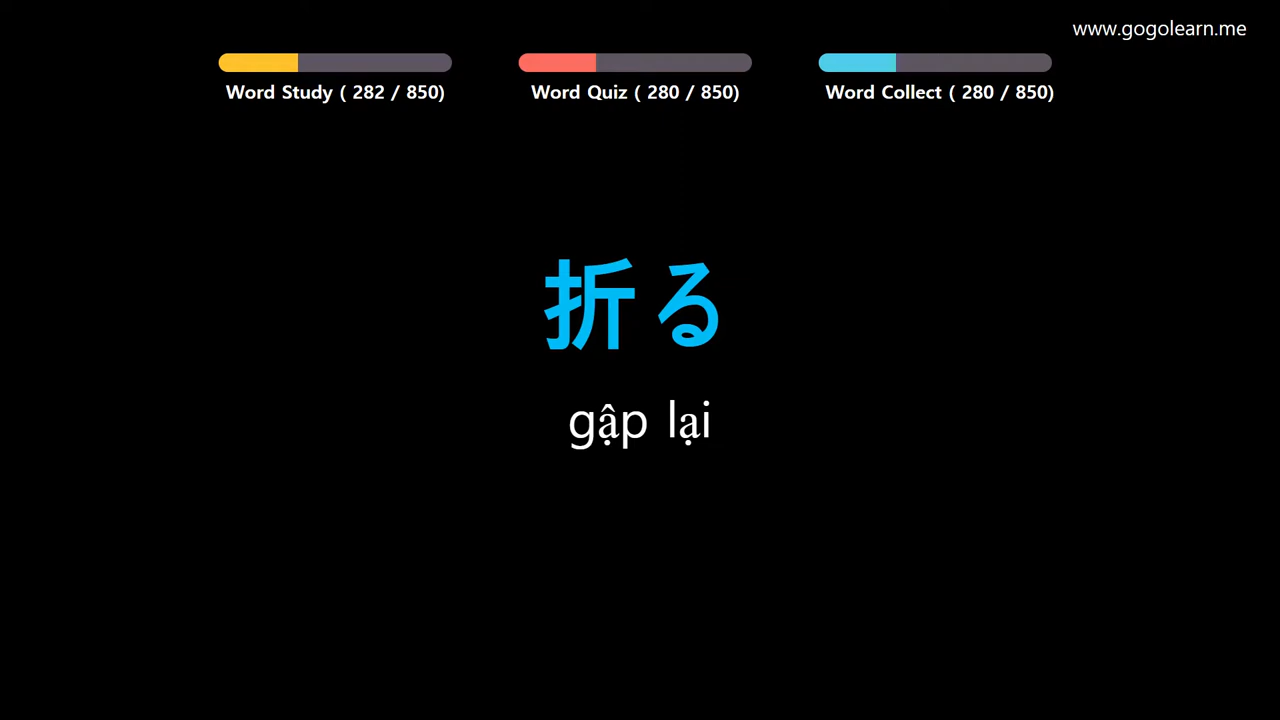 www.gogolearn.me
Word Study ( 282 / 850)
Word Quiz ( 280 / 850)
Word Collect ( 280 / 850)
折る
gập lại